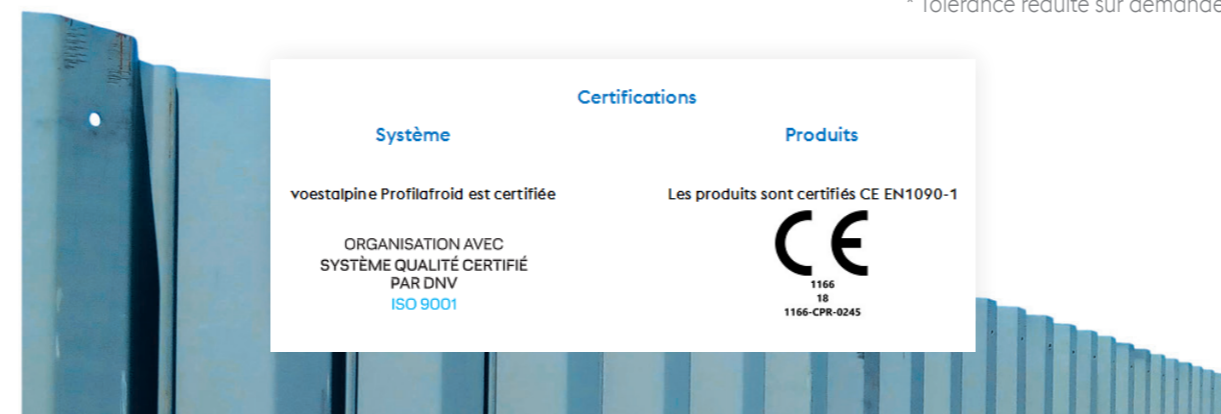 * Tolérance réduite sur demande
Certifications
Système
Produits
voestalpine Profilafroid est certifiée
Les produits sont certifiés CE EN1090-1
ORGANISATION AVEC
SYSTÈME QUALITÉ CERTIFIÉ
PAR DNV
ISO 9001
CE
1166
18
1166-CPR-0245